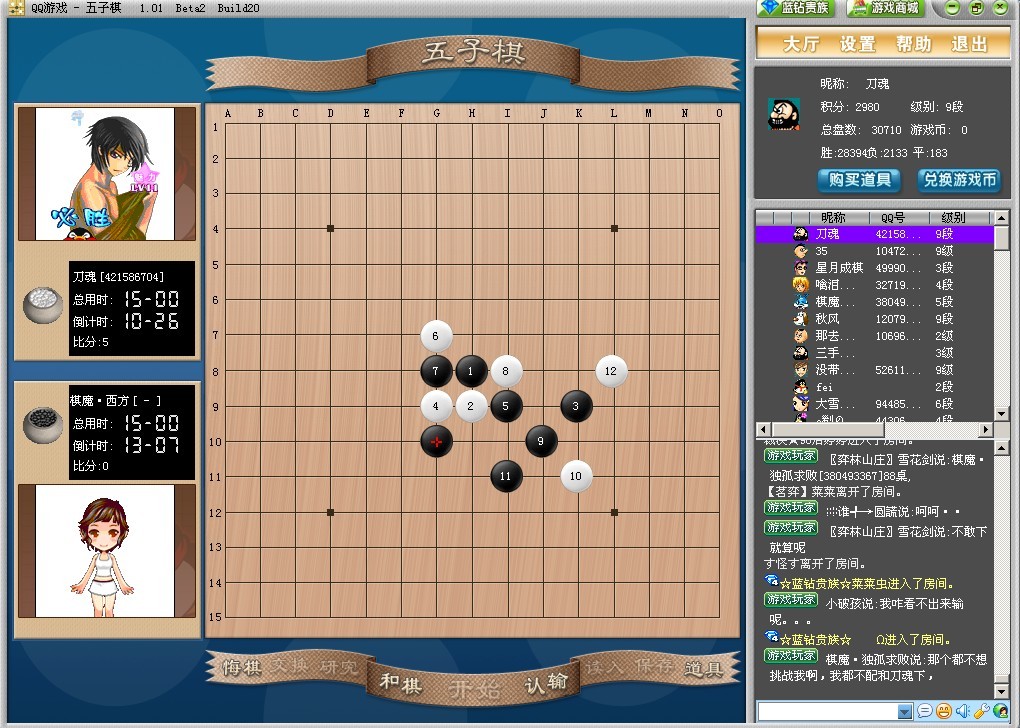 QQ游戏 - 五子棋 1.01 Beta2 Build20
蓝钻贵族 游戏商城
大厅 设置 帮助 退出
五子棋
昵称: 刀魂
积分: 2980 级别: 9段
总盘数: 30710 游戏币: 0
胜:28394负:2133 平:183
购买道具 兑换游戏币
LV11
必胜
刀魂[421586704]
总用时: 15-00
倒计时: 10-26
比分:5
棋魔·西方[ - ]
总用时: 15-00
倒计时: 13-07
比分:0
A B C D E F G H I J K L M N O
1
2
3
4
5
6
7
8
9
10
11
12
13
14
15
6
7 1 8 12
4 2 5 3
9
11 10
悔棋 交换 研究 和棋 开始 认输 读入 保存 道具
昵称 QQ号 级别
刀魂 42158... 9段
35 10472... 9级
星月成棋 49990... 3段
32719... 4段
棋魔... 38049... 5段
秋风 12079... 9段
那去... 10696... 2级
三手... 3级
没带... 52611... 9级
fei 2段
大雪... 94485... 6段
游戏玩家 〖弈林山庄〗雪花剑说:棋魔·
独孤求败[380493367]88桌,
【茗弈】菜菜离开了房间。
游戏玩家 圆謊说:呵呵··
游戏玩家 〖弈林山庄〗雪花剑说:不敢下
就算呢
す怪す离开了房间。
☆蓝钻贵族☆菜菜虫进入了房间。
游戏玩家 小破孩说:我咋看不出来输
呢。。。
☆蓝钻贵族☆ Ω进入了房间。
游戏玩家 棋魔·独孤求败说:那个都不想
挑战我啊,我都不配和刀魂下,